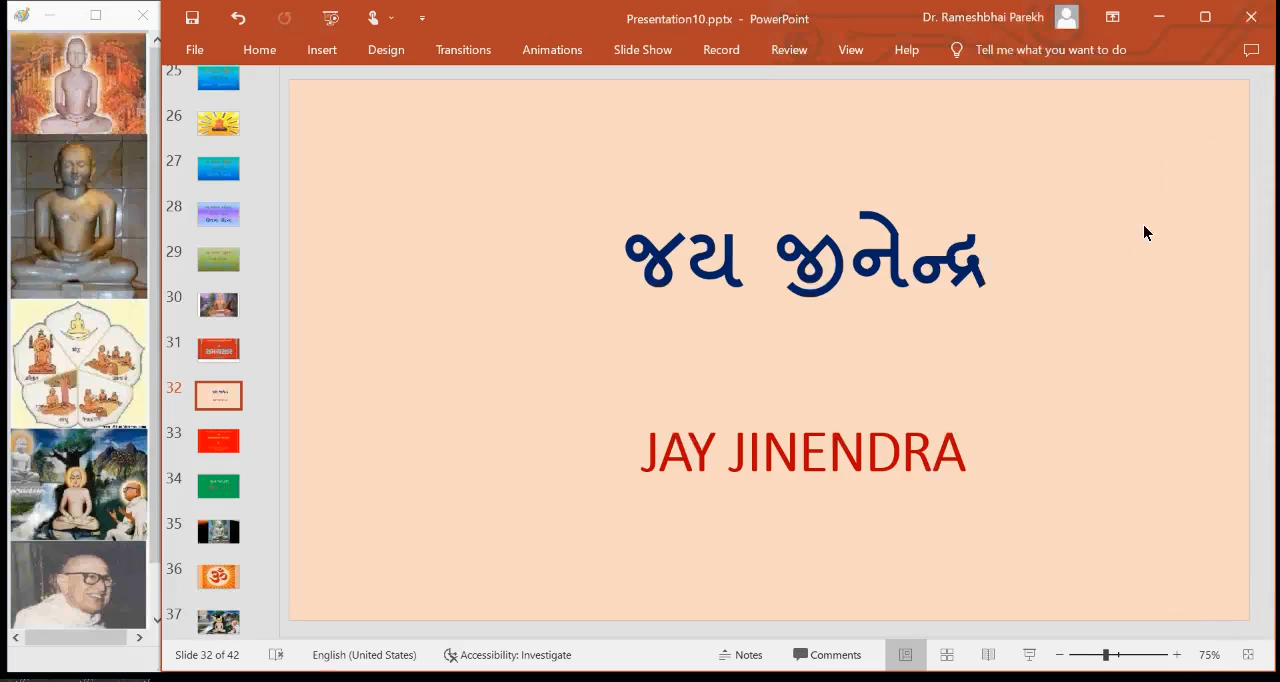 Presentation10.pptx - PowerPoint
Dr. Rameshbhai Parekh
File Home Insert Design Transitions Animations Slide Show Record Review View Help Tell me what you want to do
25
26
27
28
29
30
31
સમયસાર
32
33
34
35
36
37
જય જીનેન્દ્ર
JAY JINENDRA
Slide 32 of 42 English (United States) Accessibility: Investigate Notes Comments 75%